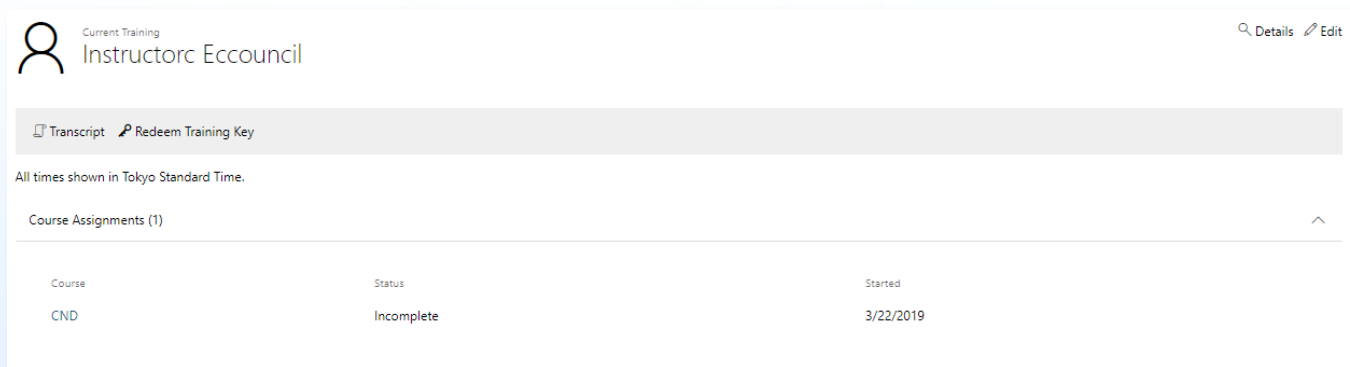 Current Training
Instructorc Eccouncil
Details Edit
Transcript Redeem Training Key
All times shown in Tokyo Standard Time.
Course Assignments (1)
Course Status Started
CND Incomplete 3/22/2019